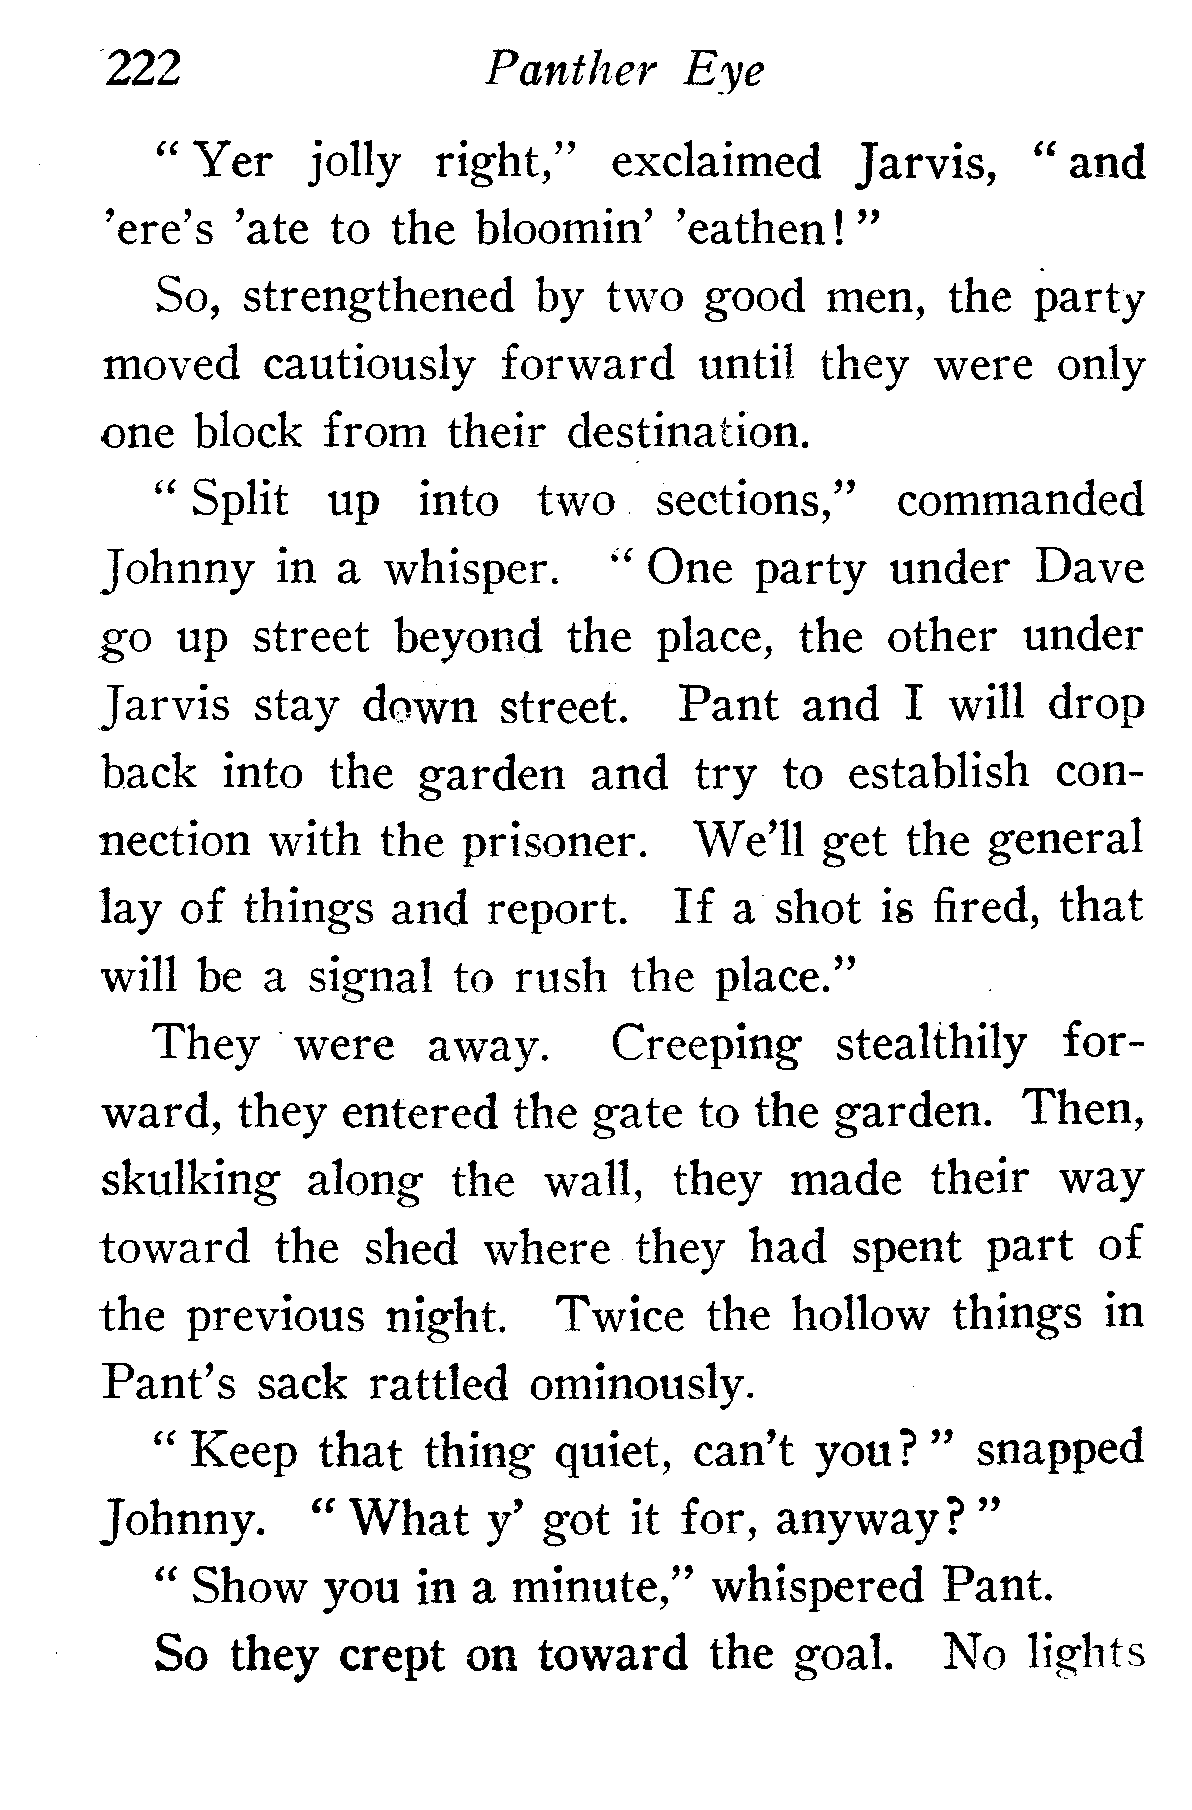 222 Panther Eye
“ Yer jolly right,” exclaimed Jarvis, “ and
’ere’s ’ate to the bloomin’ ’eathen! ”
So, strengthened by two good men, the party
moved cautiously forward until they were only
one block from their destination.
“ Split up into two sections,” commanded
Johnny in a whisper. “ One party under Dave
go up street beyond the place, the other under
Jarvis stay down street. Pant and I will drop
back into the garden and try to establish con-
nection with the prisoner. We’ll get the general
lay of things and report. If a shot is fired, that
will be a signal to rush the place.”
They were away. Creeping stealthily for-
ward, they entered the gate to the garden. Then,
skulking along the wall, they made their way
toward the shed where they had spent part of
the previous night. Twice the hollow things in
Pant’s sack rattled ominously.
“ Keep that thing quiet, can’t you? ” snapped
Johnny. “ What y’ got it for, anyway? ”
“ Show you in a minute,” whispered Pant.
So they crept on toward the goal. No lights